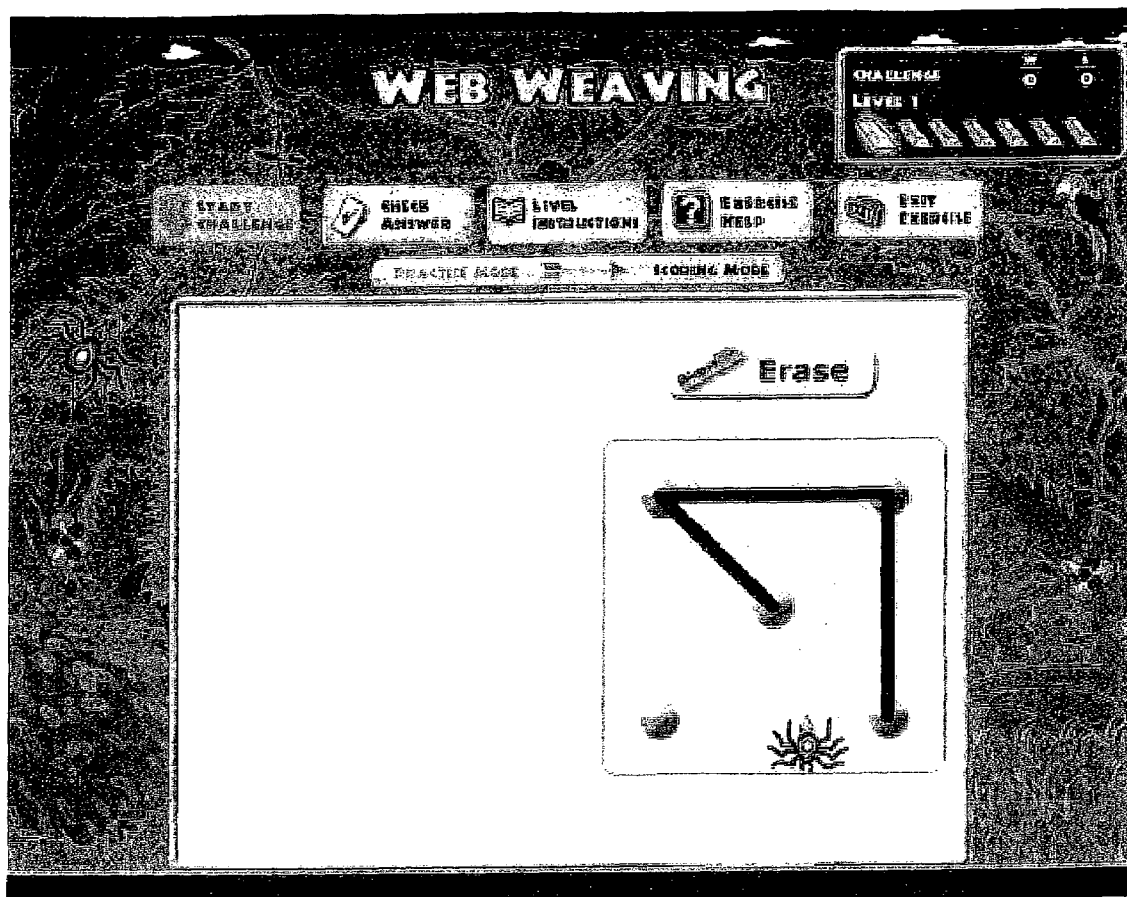 WEB WEAVING
CHALLENGE
LEVEL 1
START
CHALLENGE
CHECK
ANSWER
LEVEL
INSTRUCTIONS
EXERCISE
HELP
EXIT
EXERCISE
PRACTICE MODE
SCORING MODE
Erase